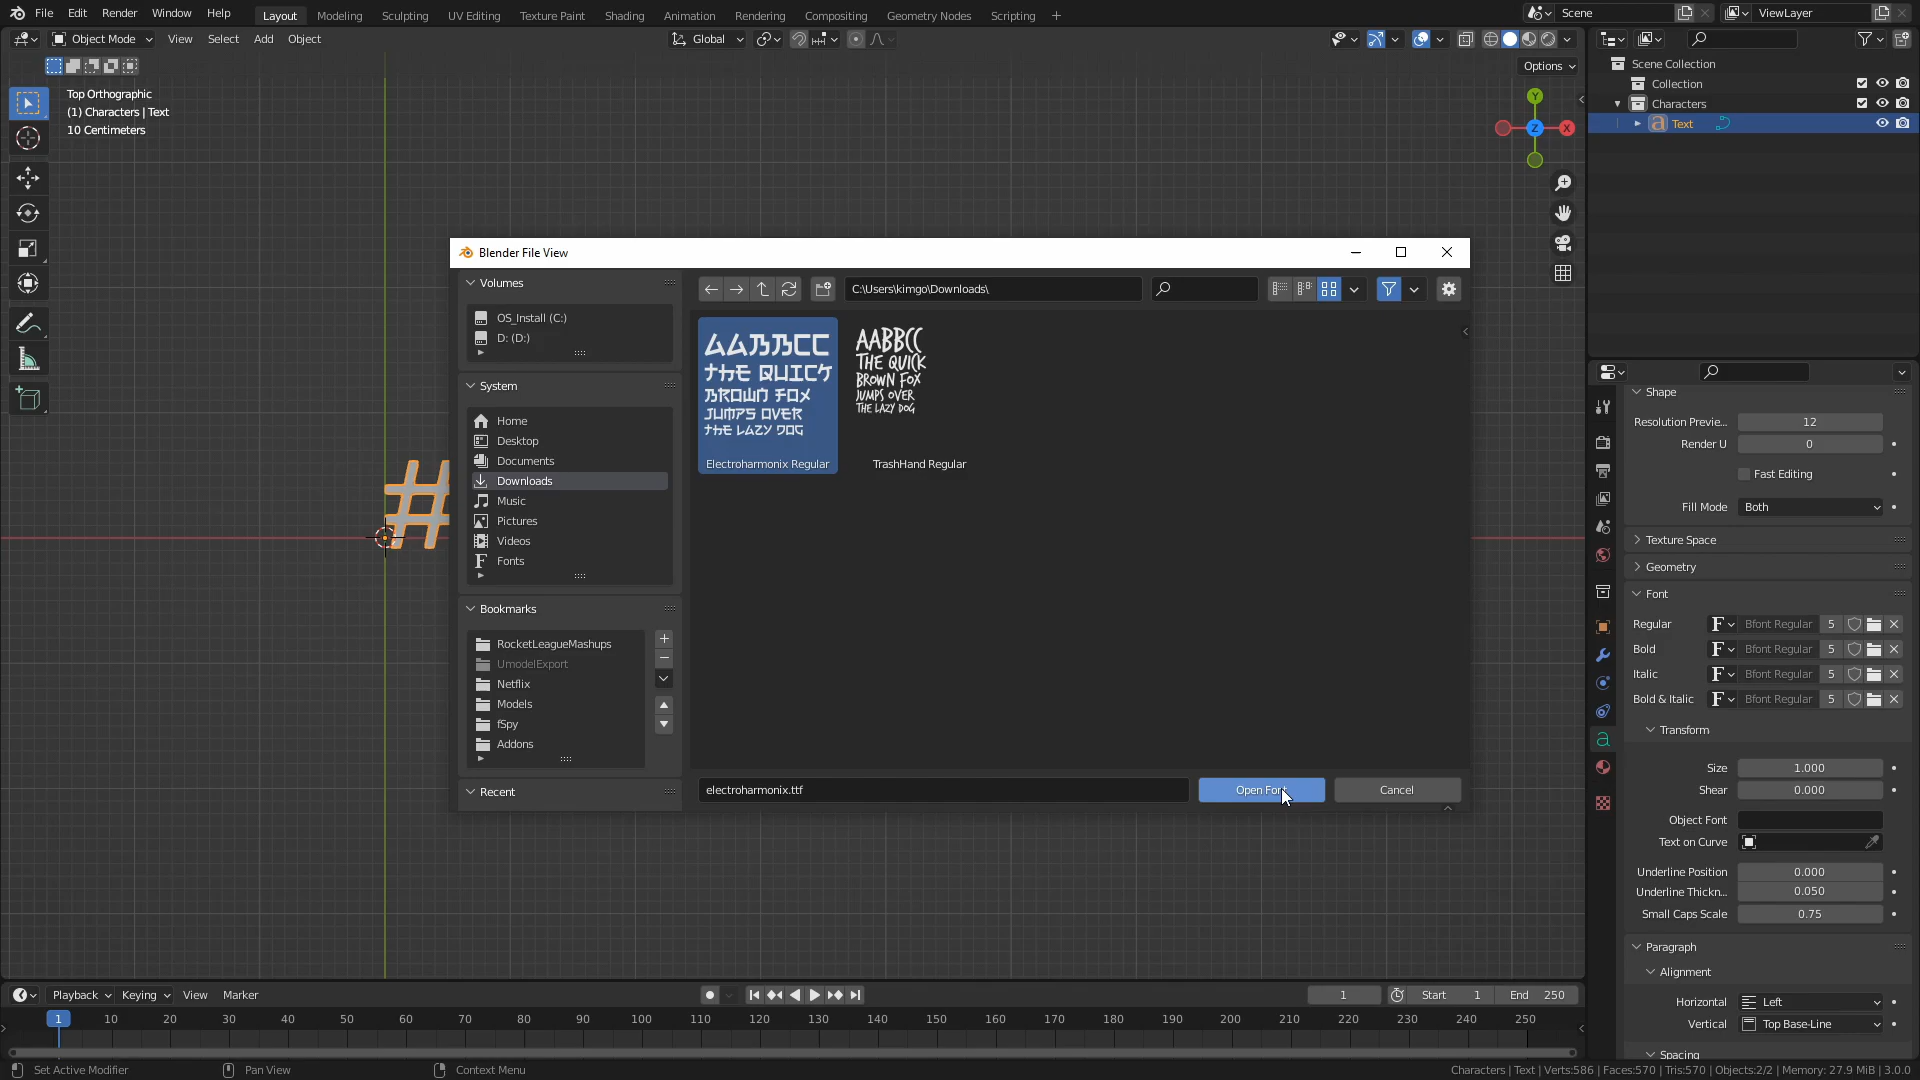 File Edit Render Window Help Layout Modeling Sculpting UV Editing Texture Paint Shading Animation Rendering Compositing Geometry Nodes Scripting + Scene ViewLayer
Object Mode View Select Add Object Global
Options
Top Orthographic
(1) Characters | Text
10 Centimeters
Y
X
Z
Scene Collection
Collection
Characters
Text
Blender File View
Volumes
OS_Install (C:)
D: (D:)
System
Home
Desktop
Documents
Downloads
Music
Pictures
Videos
Fonts
Bookmarks
RocketLeagueMashups
UmodelExport
Netflix
Models
fSpy
Addons
Recent
C:\Users\kimgo\Downloads\
AABBCC
THE QUICK
BROWN FOX
JUMPS OVER
THE LAZY DOG
Electroharmonix Regular
AABBCC
THE QUICK
BROWN FOX
JUMPS OVER
THE LAZY DOG
TrashHand Regular
electroharmonix.ttf
Open Font
Cancel
#
Shape
Resolution Previe... 12
Render U 0
Fast Editing
Fill Mode Both
Texture Space
Geometry
Font
Regular F Bfont Regular 5
Bold F Bfont Regular 5
Italic F Bfont Regular 5
Bold & Italic F Bfont Regular 5
Transform
Size 1.000
Shear 0.000
Object Font
Text on Curve
Underline Position 0.000
Underline Thickn... 0.050
Small Caps Scale 0.75
Paragraph
Alignment
Horizontal Left
Vertical Top Base-Line
Spacing
Playback Keying View Marker 1 Start 1 End 250
1 10 20 30 40 50 60 70 80 90 100 110 120 130 140 150 160 170 180 190 200 210 220 230 240 250
Set Active Modifier Pan View Context Menu Characters | Text | Verts:586 | Faces:570 | Tris:570 | Objects:2/2 | Memory: 27.9 MiB | 3.0.0